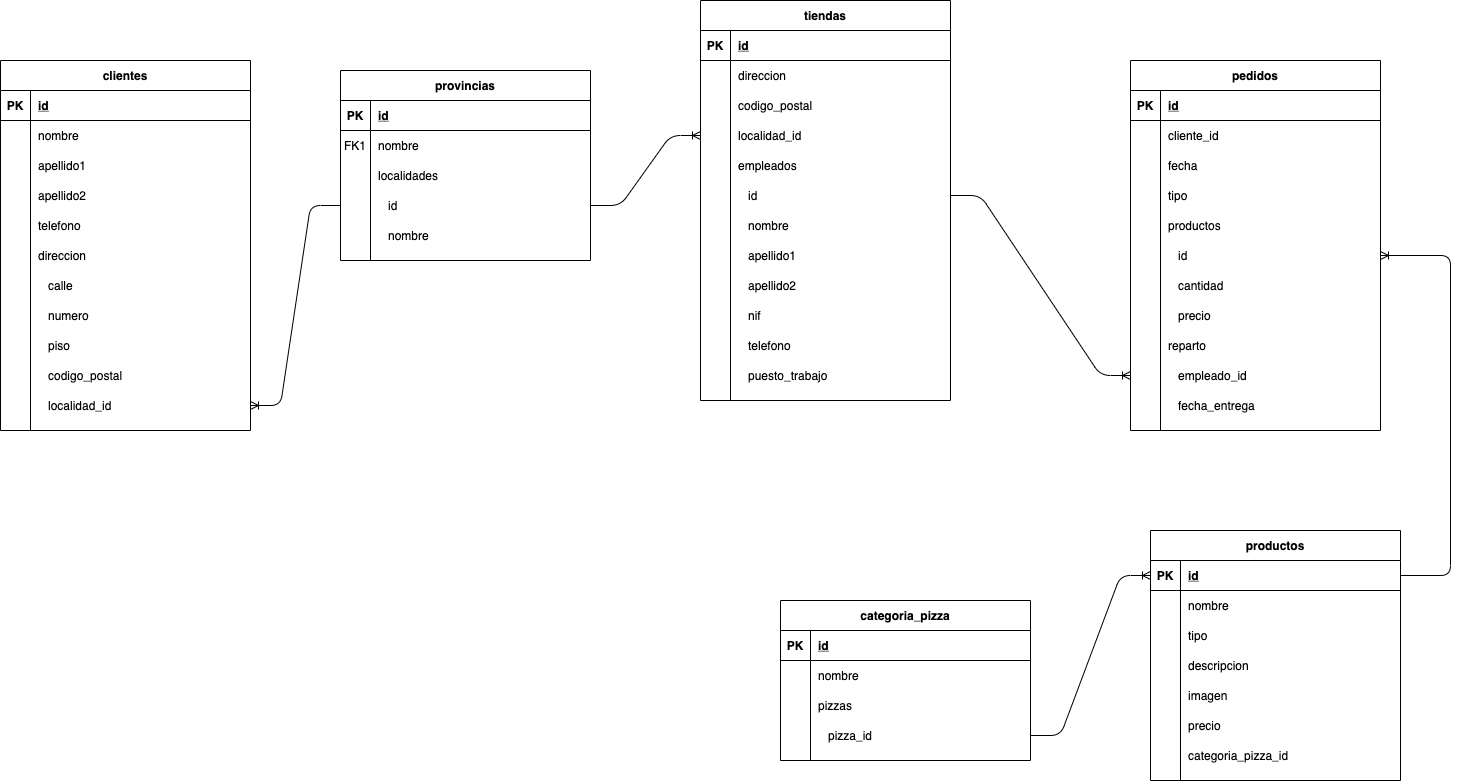 clientes
PK id
nombre
apellido1
apellido2
telefono
direccion
calle
numero
piso
codigo_postal
localidad_id
provincias
PK id
FK1 nombre
localidades
id
nombre
tiendas
PK id
direccion
codigo_postal
localidad_id
empleados
id
nombre
apellido1
apellido2
nif
telefono
puesto_trabajo
pedidos
PK id
cliente_id
fecha
tipo
productos
id
cantidad
precio
reparto
empleado_id
fecha_entrega
categoria_pizza
PK id
nombre
pizzas
pizza_id
productos
PK id
nombre
tipo
descripcion
imagen
precio
categoria_pizza_id